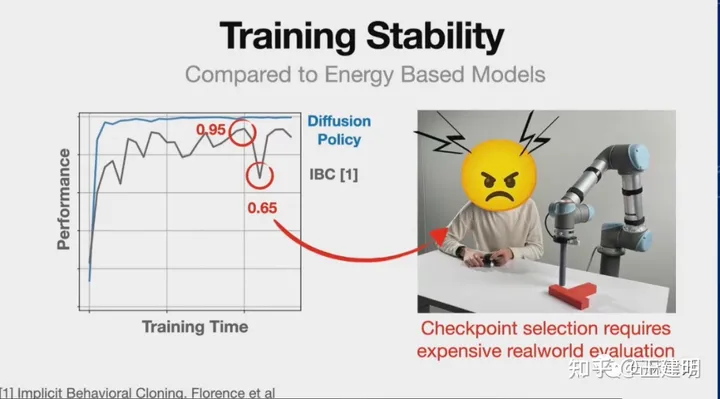 Training Stability
Compared to Energy Based Models
0.95
Diffusion
Policy
IBC [1]
0.65
Performance
Training Time
Checkpoint selection requires
expensive realworld evaluation
[1] Implicit Behavioral Cloning, Florence et al
知乎 @王建明